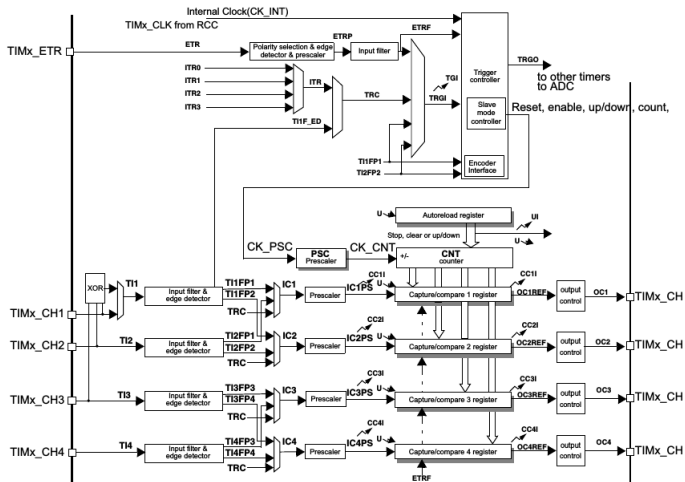 Internal Clock(CK_INT)
TIMx_CLK from RCC
TIMx_ETR
ETR
Polarity selection & edge
detector & prescaler
ETRP
Input filter
ETRF
ITR0
ITR1
ITR2
ITR3
ITR
TI1F_ED
TRC
TRGI
TGI
Trigger
controller
TRGO
to other timers
to ADC
Slave
mode
controller
Reset, enable, up/down, count,
TI1FP1
TI2FP2
Encoder
Interface
U
Autoreload register
UI
Stop, clear or up/down
U
CK_PSC
PSC
Prescaler
CK_CNT
+/-
CNT
counter
XOR
TI1
Input filter &
edge detector
TI1FP1
TI1FP2
TRC
IC1
Prescaler
IC1PS
U
CC1I
Capture/compare 1 register
CC1I
OC1REF
output
control
OC1
TIMx_CH1
TIMx_CH
TIMx_CH2
TI2
Input filter &
edge detector
TI2FP1
TI2FP2
TRC
IC2
Prescaler
IC2PS
U
CC2I
Capture/compare 2 register
CC2I
OC2REF
output
control
OC2
TIMx_CH
TIMx_CH3
TI3
Input filter &
edge detector
TI3FP3
TI3FP4
TRC
IC3
Prescaler
IC3PS
U
CC3I
Capture/compare 3 register
CC3I
OC3REF
output
control
OC3
TIMx_CH
TIMx_CH4
TI4
Input filter &
edge detector
TI4FP3
TI4FP4
TRC
IC4
Prescaler
IC4PS
U
CC4I
Capture/compare 4 register
CC4I
OC4REF
output
control
OC4
TIMx_CH
ETRF